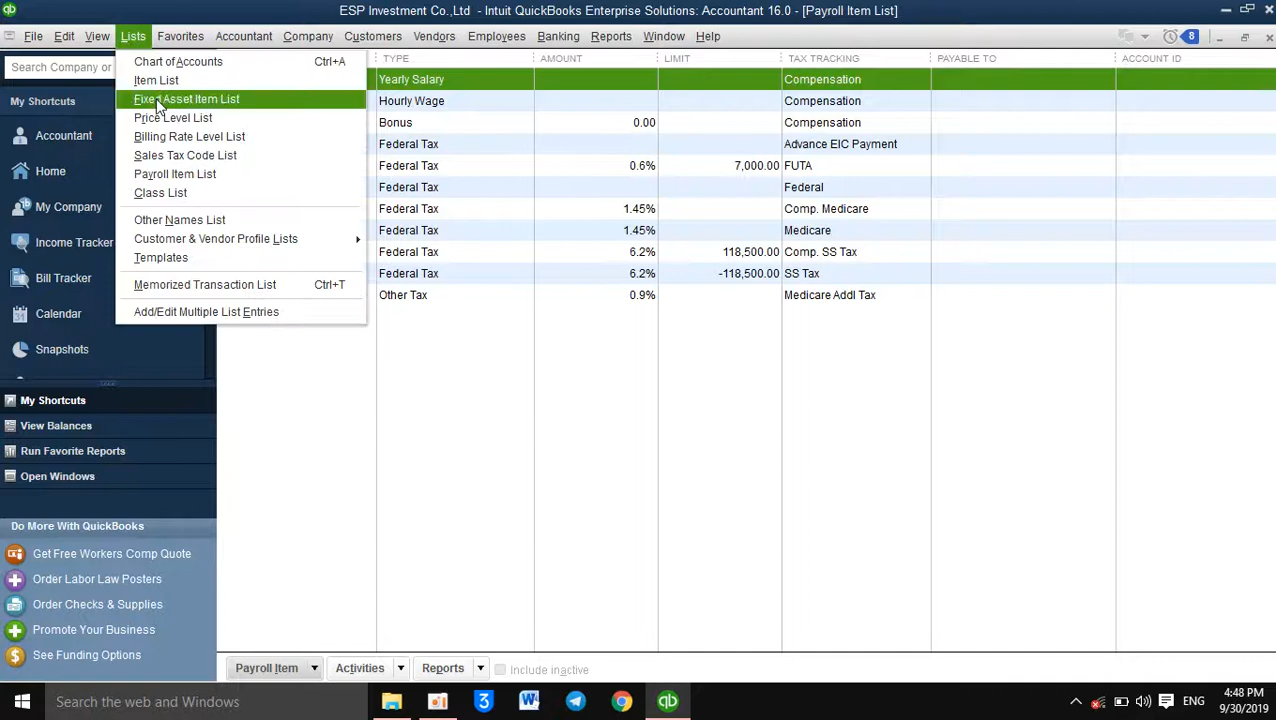 ESP Investment Co.,Ltd - Intuit QuickBooks Enterprise Solutions: Accountant 16.0 - [Payroll Item List]
File Edit View Lists Favorites Accountant Company Customers Vendors Employees Banking Reports Window Help 8
Search Company or
My Shortcuts
Accountant
Home
My Company
Income Tracker
Bill Tracker
Calendar
Snapshots
My Shortcuts
View Balances
Run Favorite Reports
Open Windows
Do More With QuickBooks
Get Free Workers Comp Quote
Order Labor Law Posters
Order Checks & Supplies
Promote Your Business
See Funding Options
Chart of Accounts Ctrl+A
Item List
Fixed Asset Item List
Price Level List
Billing Rate Level List
Sales Tax Code List
Payroll Item List
Class List
Other Names List
Customer & Vendor Profile Lists
Templates
Memorized Transaction List Ctrl+T
Add/Edit Multiple List Entries
TYPE AMOUNT LIMIT TAX TRACKING PAYABLE TO ACCOUNT ID
Yearly Salary Compensation
Hourly Wage Compensation
Bonus 0.00 Compensation
Federal Tax Advance EIC Payment
Federal Tax 0.6% 7,000.00 FUTA
Federal Tax Federal
Federal Tax 1.45% Comp. Medicare
Federal Tax 1.45% Medicare
Federal Tax 6.2% 118,500.00 Comp. SS Tax
Federal Tax 6.2% -118,500.00 SS Tax
Other Tax 0.9% Medicare Addl Tax
Payroll Item Activities Reports Include inactive
Search the web and Windows
ENG
4:48 PM
9/30/2019